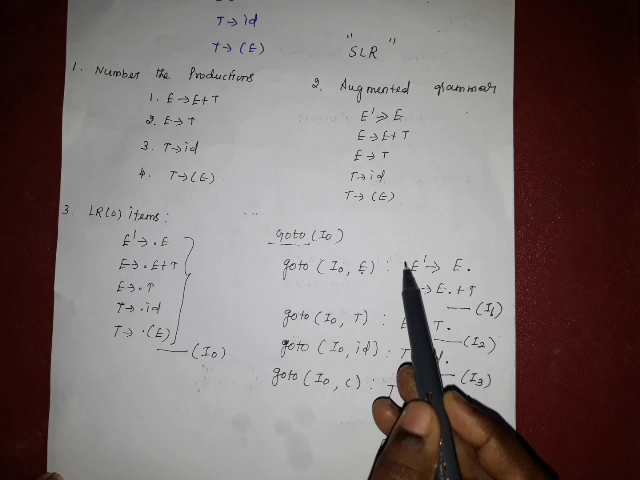 T→id
T→(E)
"SLR"
1. Number the Productions
1. E→E+T
2. E→T
3. T→id
4. T→(E)
2. Augmented grammar
E'→E
E→E+T
E→T
T→id
T→(E)
3. LR(0) items:
E'→.E
E→.E+T
E→.T
T→.id
T→.(E)
(I0)
...
goto(I0)
goto (I0, E) : E'→ E.
→E.+T
(I1)
goto (I0, T) : E T.
(I2)
goto (I0, id) : T d.
(I3)
goto (I0, () : T